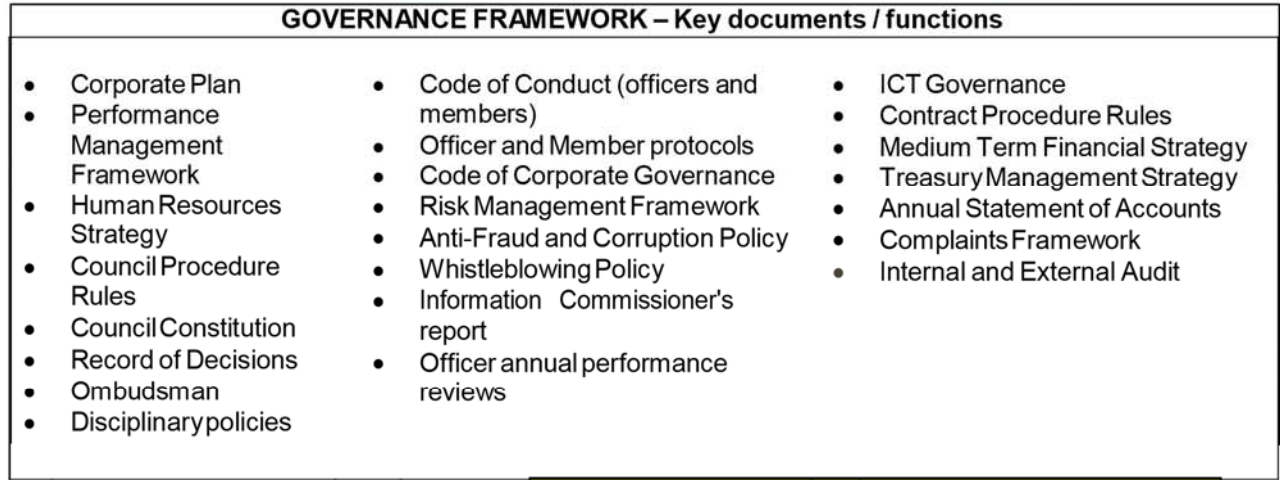 GOVERNANCE FRAMEWORK – Key documents / functions
• Corporate Plan
• Performance
Management
Framework
• Human Resources
Strategy
• Council Procedure
Rules
• Council Constitution
• Record of Decisions
• Ombudsman
• Disciplinary policies
• Code of Conduct (officers and
members)
• Officer and Member protocols
• Code of Corporate Governance
• Risk Management Framework
• Anti-Fraud and Corruption Policy
• Whistleblowing Policy
• Information Commissioner's
report
• Officer annual performance
reviews
• ICT Governance
• Contract Procedure Rules
• Medium Term Financial Strategy
• Treasury Management Strategy
• Annual Statement of Accounts
• Complaints Framework
• Internal and External Audit